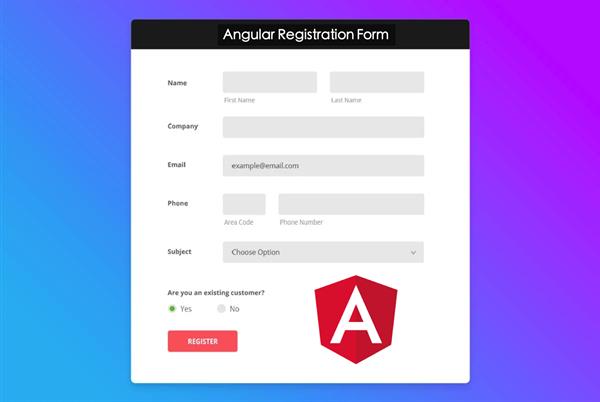 Angular Registration Form
Name
First Name Last Name
Company
Email example@email.com
Phone
Area Code Phone Number
Subject Choose Option
Are you an existing customer?
Yes No
REGISTER
A